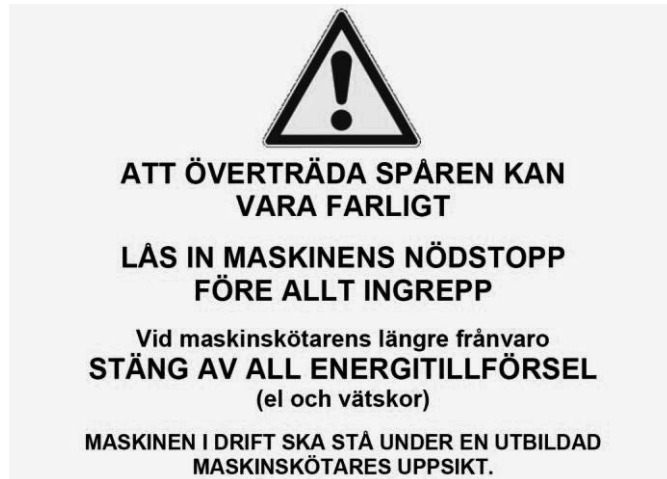 ATT ÖVERTRÄDA SPÅREN KAN
VARA FARLIGT
LÅS IN MASKINENS NÖDSTOPP
FÖRE ALLT INGREPP
Vid maskinskötarens längre frånvaro
STÄNG AV ALL ENERGITILLFÖRSEL
(el och vätskor)
MASKINEN I DRIFT SKA STÅ UNDER EN UTBILDAD
MASKINSKÖTARES UPPSIKT.